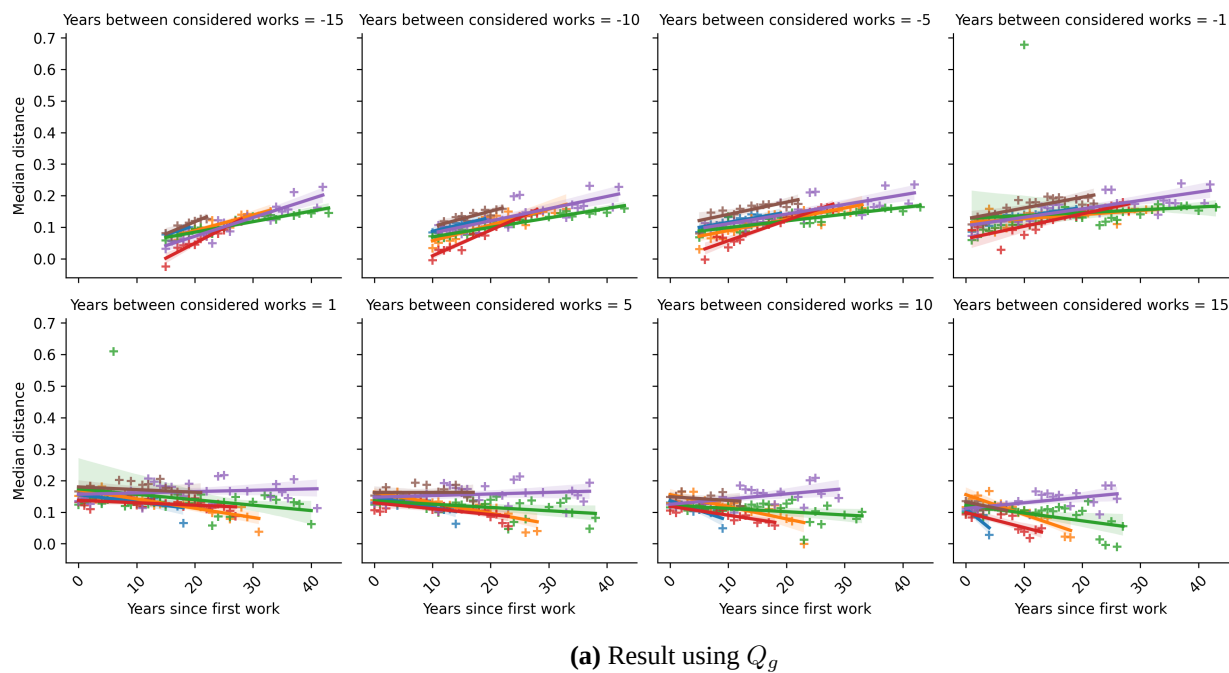 Years between considered works = -15
Years between considered works = -10
Years between considered works = -5
Years between considered works = -1
Median distance
0.7
0.6
0.5
0.4
0.3
0.2
0.1
0.0
Years between considered works = 1
Years between considered works = 5
Years between considered works = 10
Years between considered works = 15
Median distance
0.7
0.6
0.5
0.4
0.3
0.2
0.1
0.0
0 10 20 30 40
0 10 20 30 40
0 10 20 30 40
0 10 20 30 40
Years since first work
Years since first work
Years since first work
Years since first work
(a) Result using Q_g